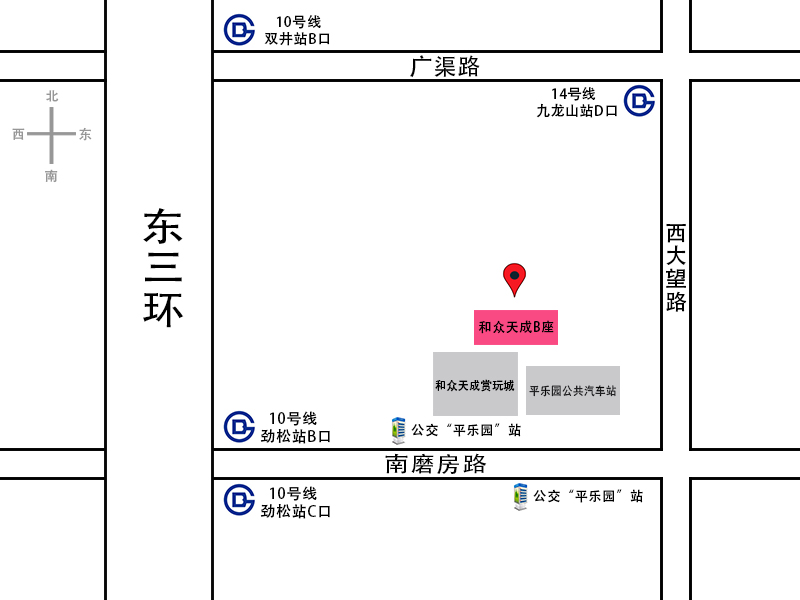 10号线
双井站B口
广渠路
14号线
九龙山站D口
北
西
东
南
东三环
西大望路
和众天成B座
和众天成赏玩城
平乐园公共汽车站
10号线
劲松站B口
公交“平乐园”站
南磨房路
10号线
劲松站C口
公交“平乐园”站